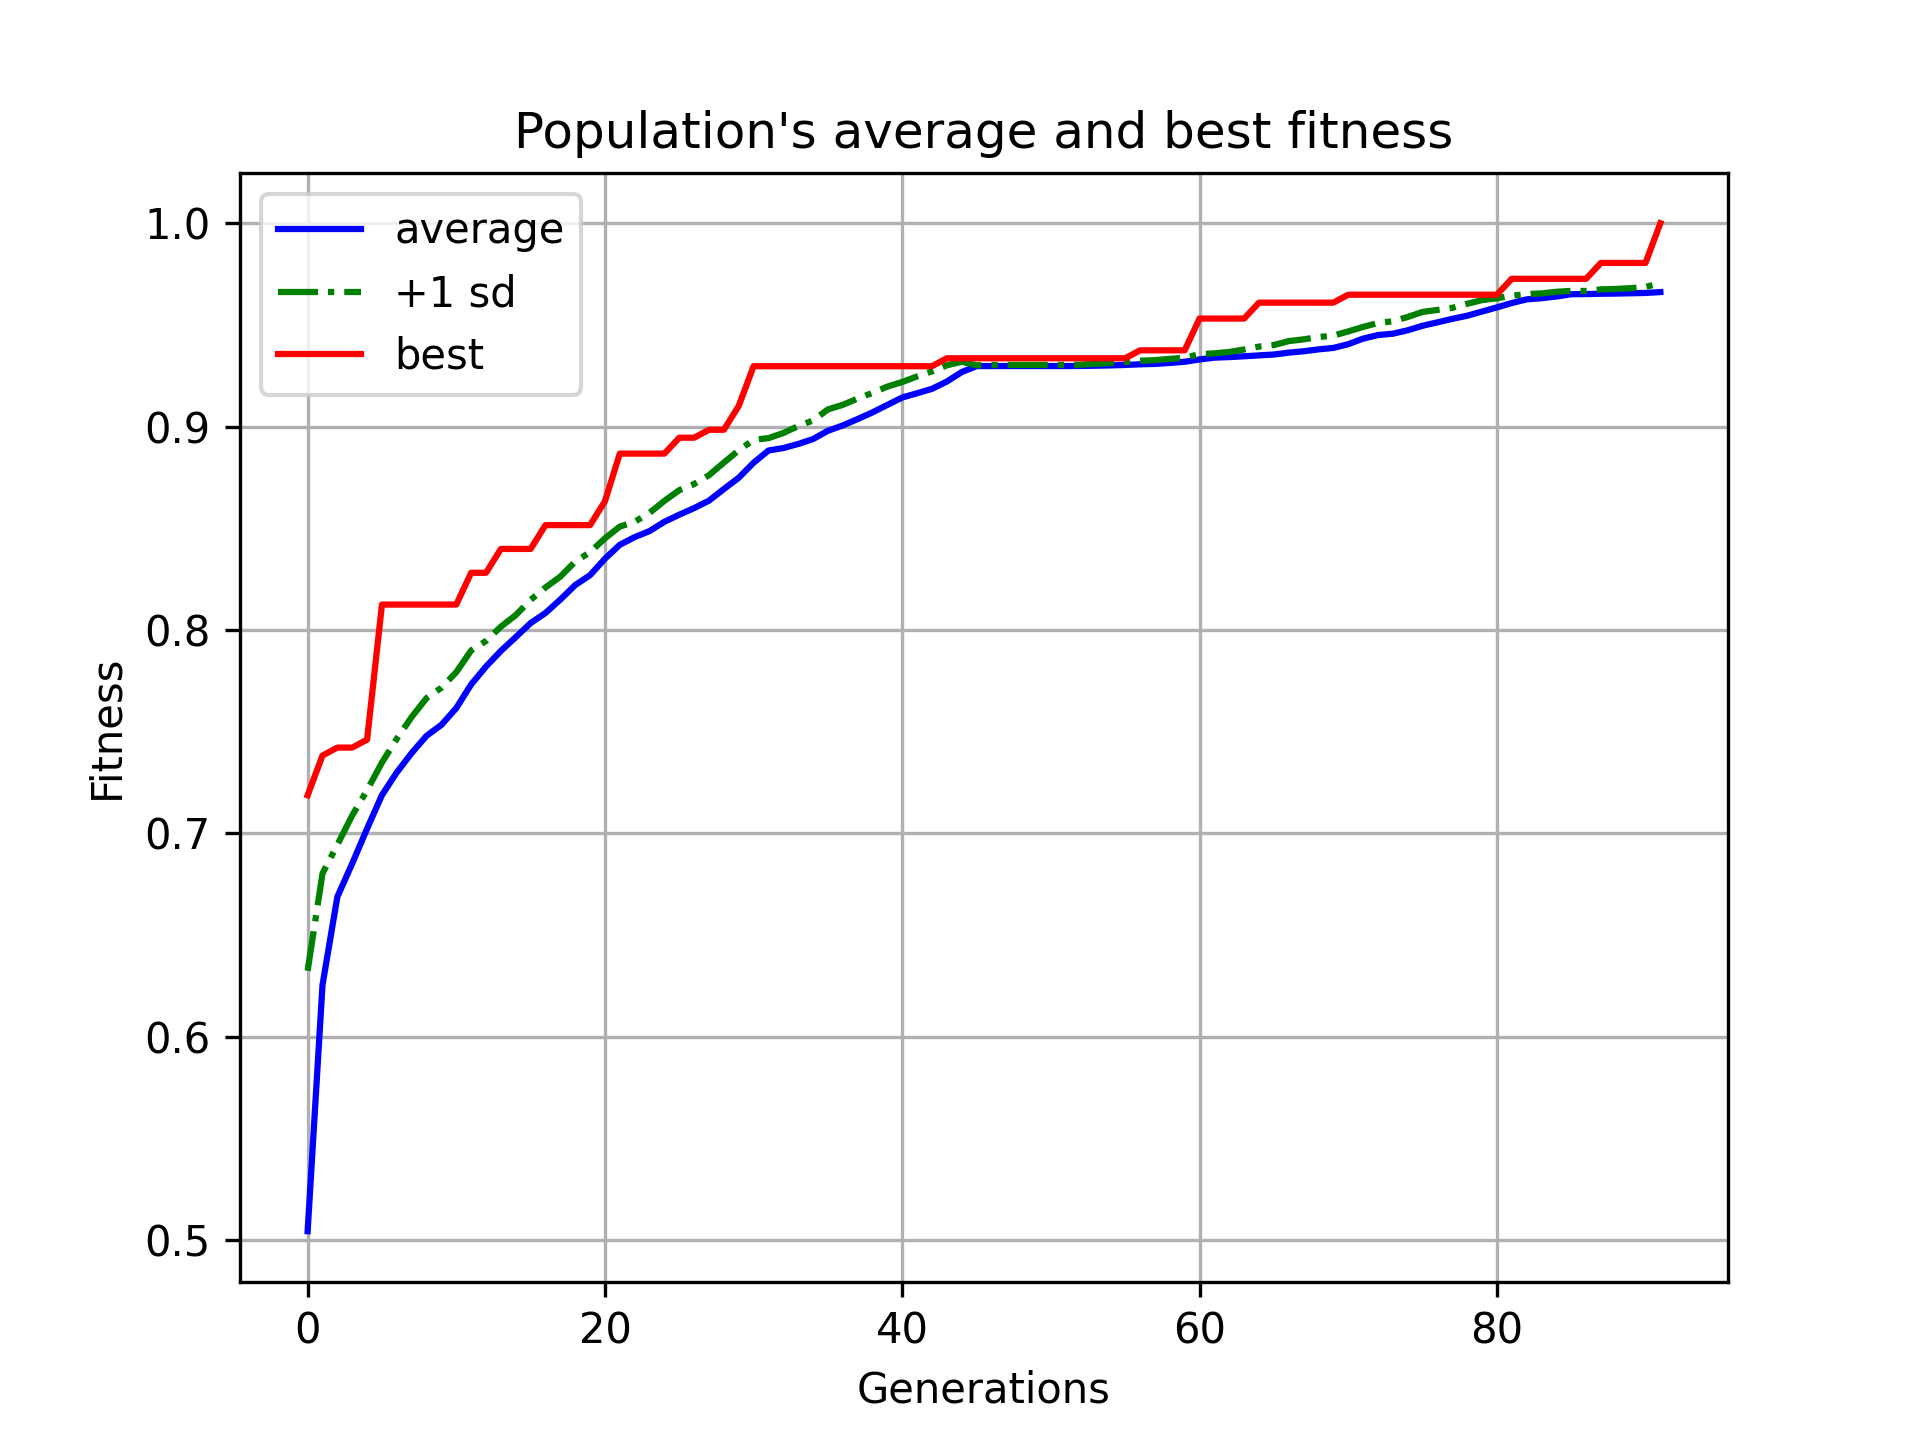 Population's average and best fitness
1.0
0.9
0.8
0.7
0.6
0.5
Fitness
average
+1 sd
best
0
20
40
60
80
Generations